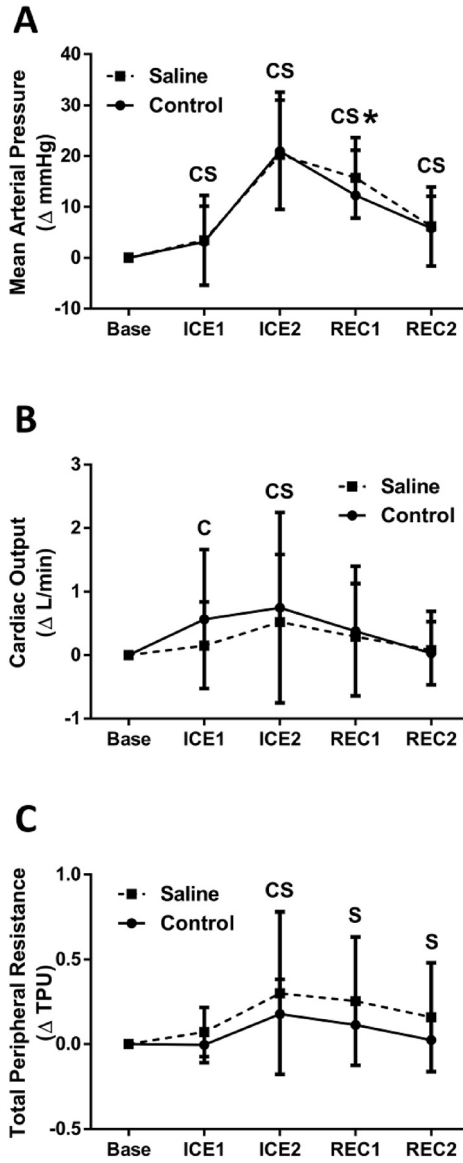 A
Mean Arterial Pressure
(Δ mmHg)
40
30
20
10
0
-10
Saline
Control
CS
CS
CS*
CS
Base ICE1 ICE2 REC1 REC2
B
Cardiac Output
(Δ L/min)
3
2
1
0
-1
Saline
Control
C
CS
Base ICE1 ICE2 REC1 REC2
C
Total Peripheral Resistance
(Δ TPU)
1.0
0.5
0.0
-0.5
Saline
Control
CS
S
S
Base ICE1 ICE2 REC1 REC2